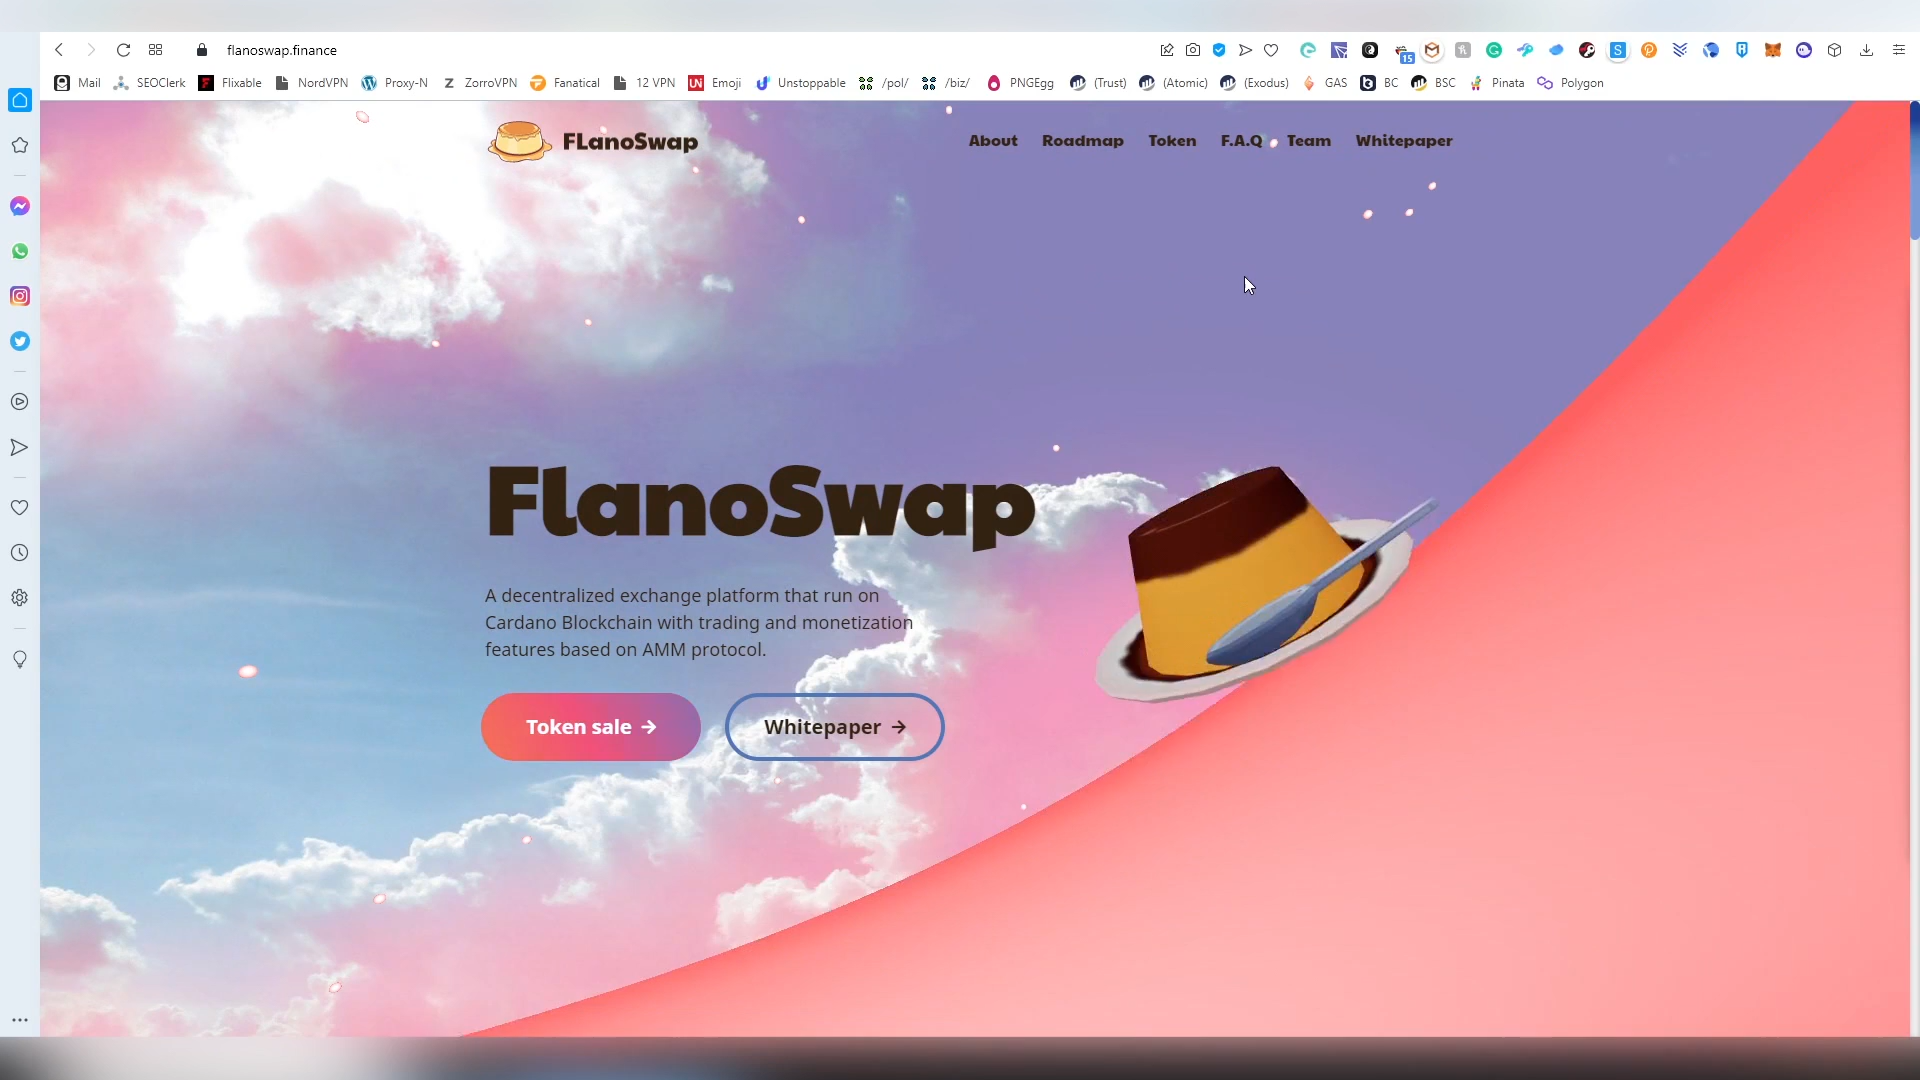 flanoswap.finance
15
Mail SEOClerk Flixable NordVPN Proxy-N ZorroVPN Fanatical 12 VPN Emoji Unstoppable /pol/ /biz/ PNGEgg (Trust) (Atomic) (Exodus) GAS BC BSC Pinata Polygon
FLanoSwap About Roadmap Token F.A.Q Team Whitepaper
FlanoSwap
A decentralized exchange platform that run on
Cardano Blockchain with trading and monetization
features based on AMM protocol.
Token sale → Whitepaper →